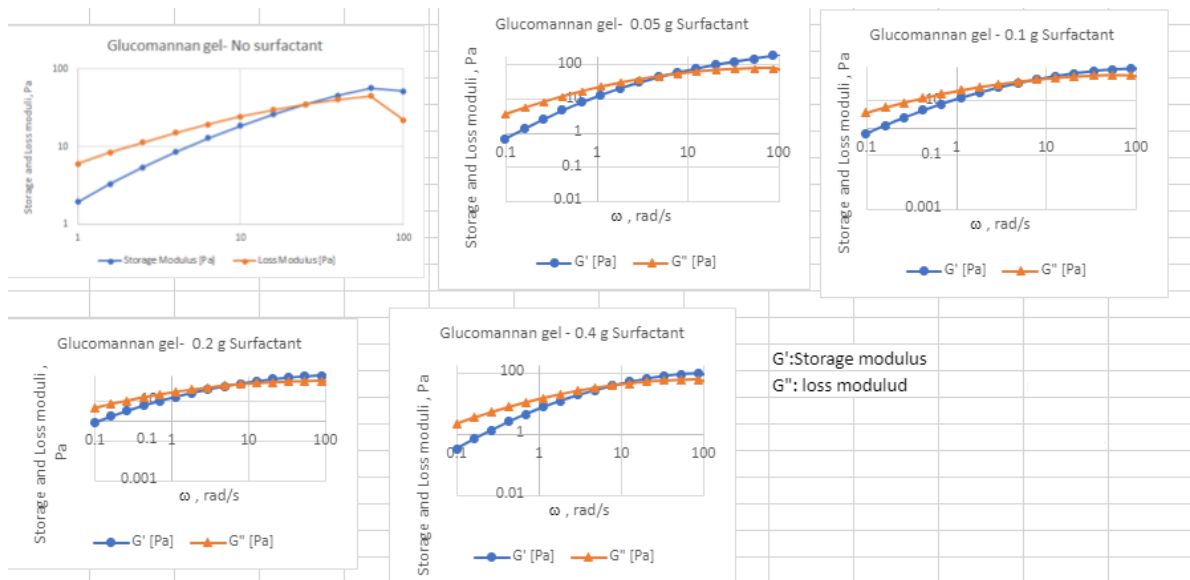 Glucomannan gel- No surfactant
Storage and Loss moduli, Pa
100
10
1
1
10
100
Storage Modulus [Pa]
Loss Modulus [Pa]
Glucomannan gel- 0.05 g Surfactant
Storage and Loss moduli , Pa
100
10
1
0.1
0.01
0.1
1
10
100
ω , rad/s
G' [Pa]
G" [Pa]
Glucomannan gel - 0.1 g Surfactant
Storage and Loss moduli , Pa
10
0.1
0.001
0.1
1
10
100
ω , rad/s
G' [Pa]
G" [Pa]
Glucomannan gel- 0.2 g Surfactant
Storage and Loss moduli ,
Pa
0.1
0.001
0.1
1
10
100
ω , rad/s
G' [Pa]
G" [Pa]
Glucomannan gel - 0.4 g Surfactant
Storage and Loss moduli , Pa
100
1
0.01
0.1
1
10
100
ω , rad/s
G' [Pa]
G" [Pa]
G':Storage modulus
G": loss modulud